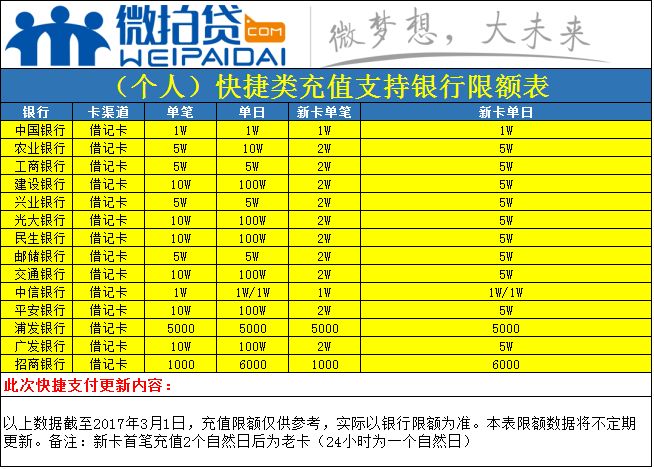 微拍贷.com
WEIPAIDAI
微梦想，大未来
（个人）快捷类充值支持银行限额表
银行 卡渠道 单笔 单日 新卡单笔 新卡单日
中国银行 借记卡 1W 1W 1W 1W
农业银行 借记卡 5W 10W 2W 5W
工商银行 借记卡 5W 5W 2W 5W
建设银行 借记卡 10W 100W 2W 5W
兴业银行 借记卡 5W 5W 2W 5W
光大银行 借记卡 10W 100W 2W 5W
民生银行 借记卡 10W 100W 2W 5W
邮储银行 借记卡 5W 5W 2W 5W
交通银行 借记卡 10W 100W 2W 5W
中信银行 借记卡 1W 1W/1W 1W 1W/1W
平安银行 借记卡 10W 100W 2W 5W
浦发银行 借记卡 5000 5000 5000 5000
广发银行 借记卡 10W 100W 2W 5W
招商银行 借记卡 1000 6000 1000 6000
此次快捷支付更新内容：
以上数据截至2017年3月1日，充值限额仅供参考，实际以银行限额为准。本表限额数据将不定期
更新。备注：新卡首笔充值2个自然日后为老卡（24小时为一个自然日）